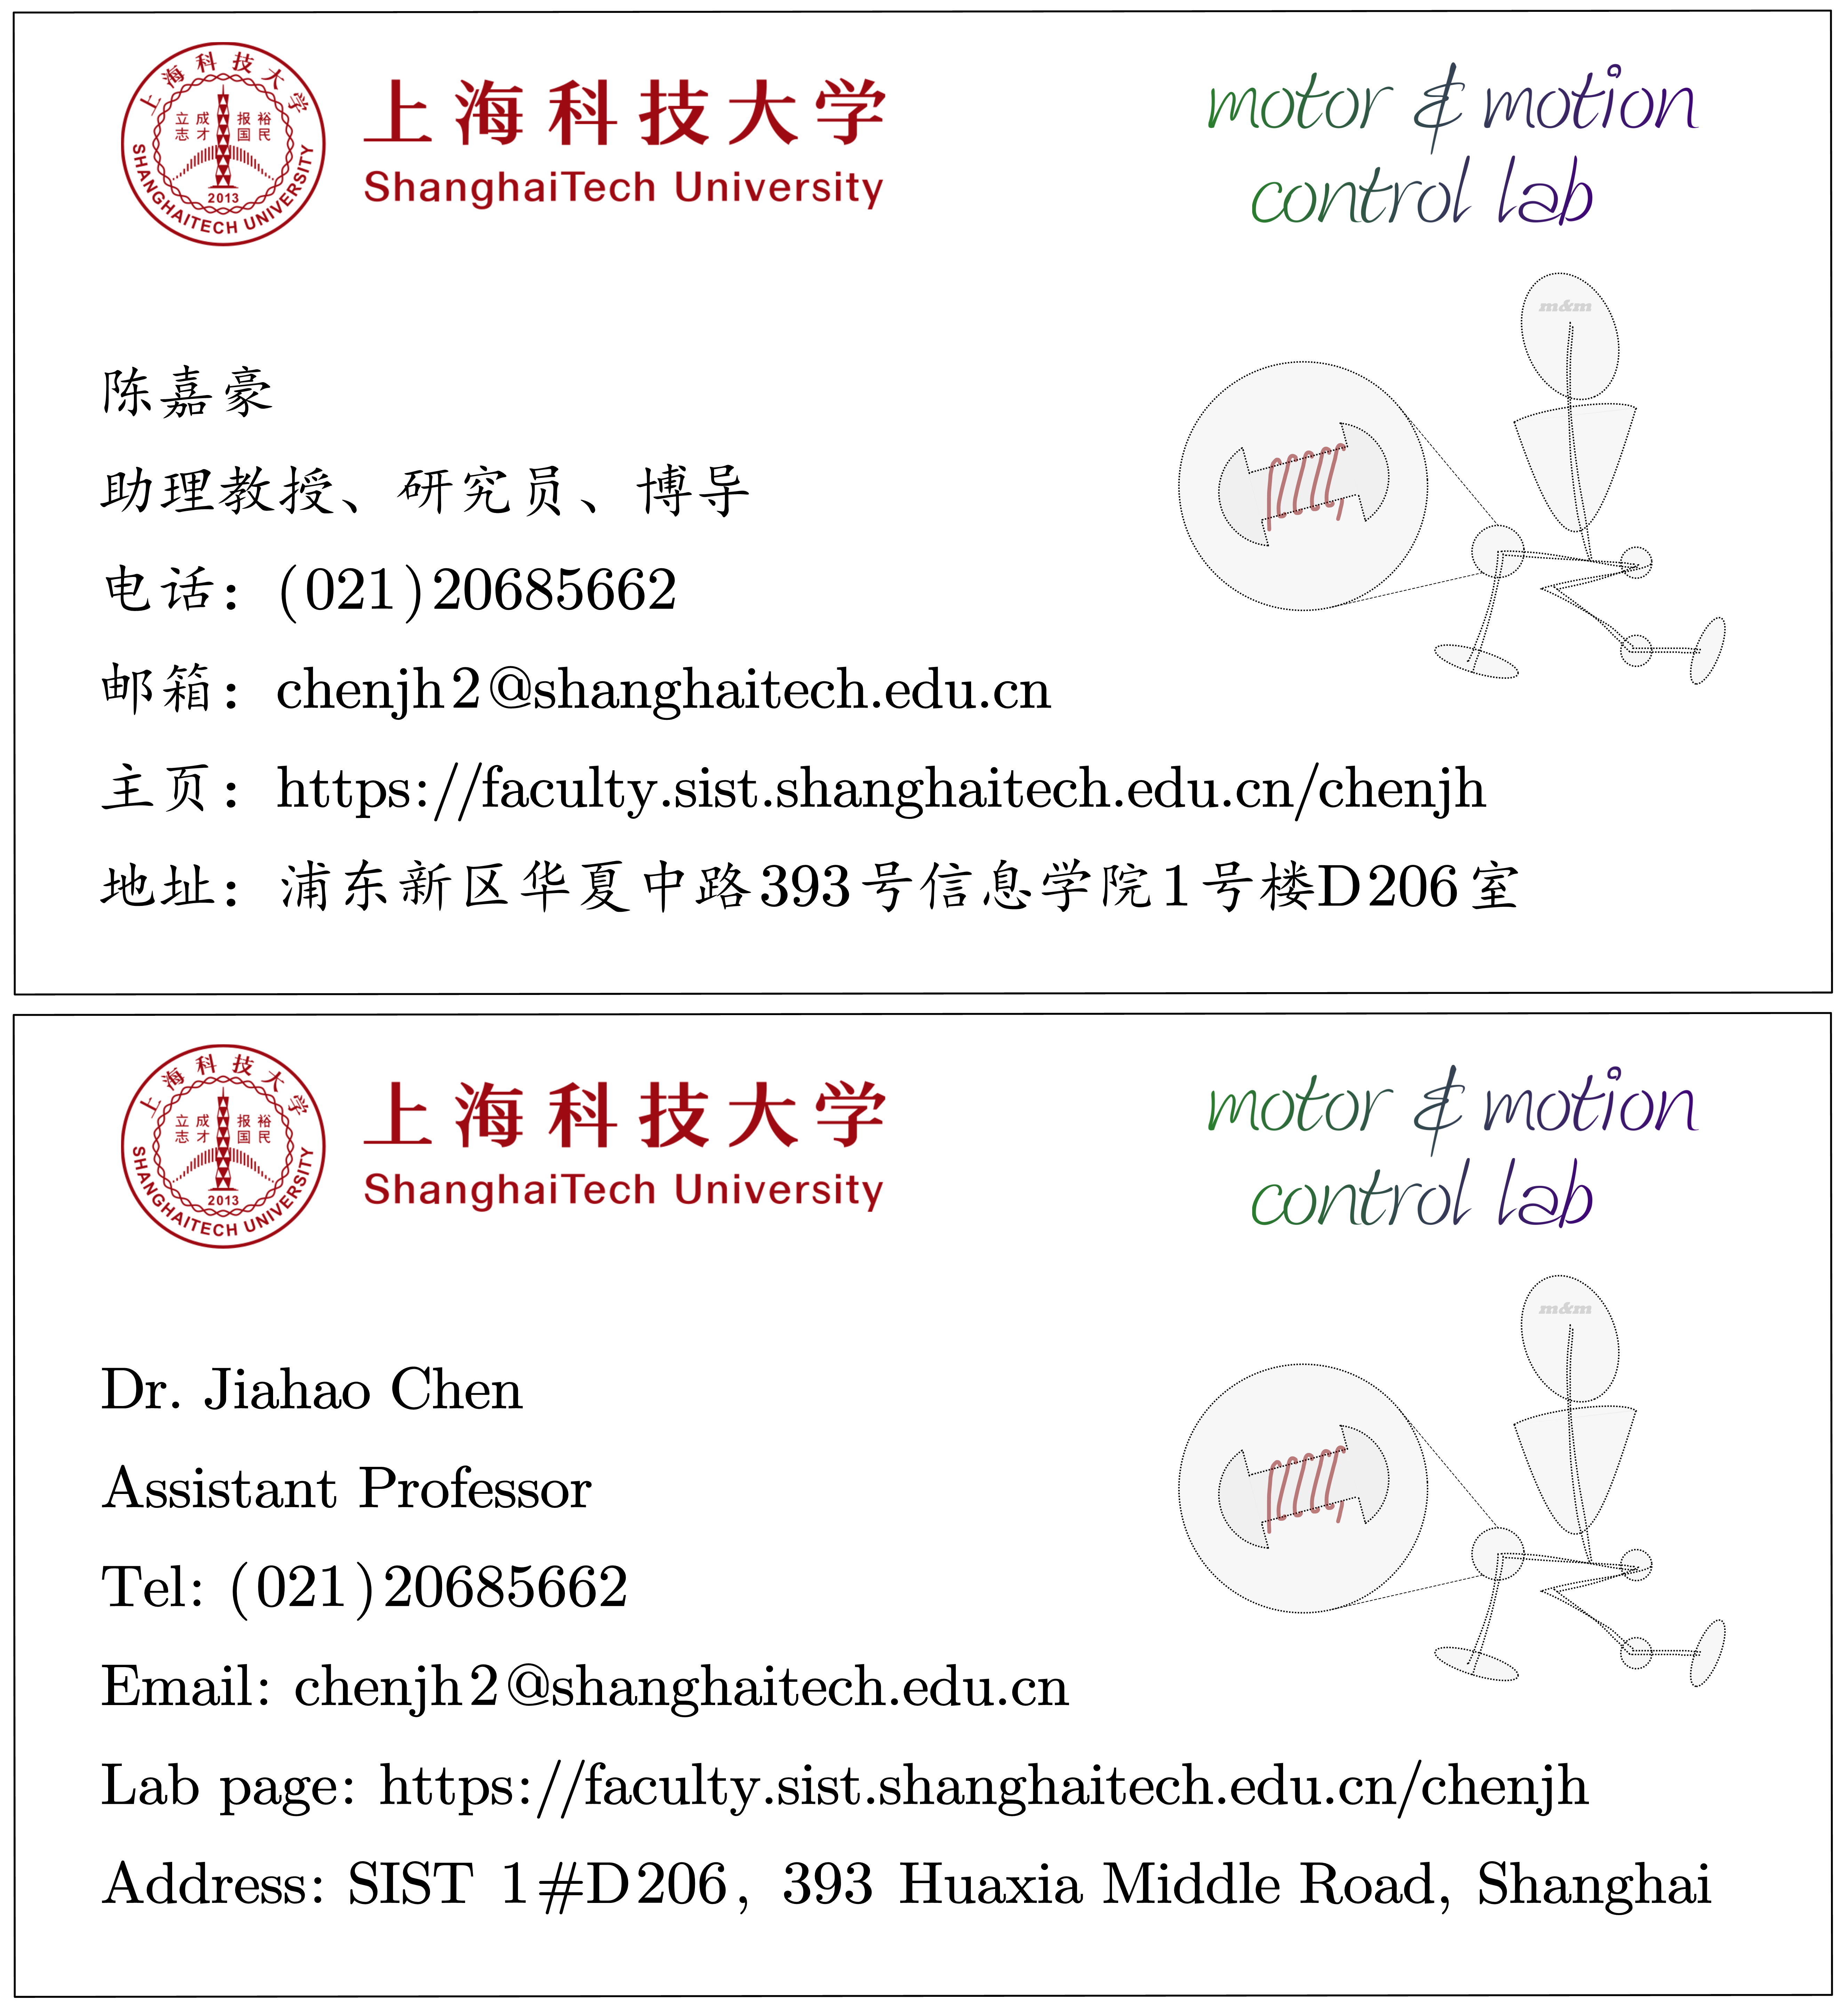 上海科技大学
立志 成才 报国 裕民
2013
SHANGHAITECH UNIVERSITY
上海科技大学
ShanghaiTech University
motor & motion
control lab
m&m
陈嘉豪
助理教授、研究员、博导
电话：(021)20685662
邮箱：chenjh2@shanghaitech.edu.cn
主页：https://faculty.sist.shanghaitech.edu.cn/chenjh
地址：浦东新区华夏中路393号信息学院1号楼D206室
上海科技大学
立志 成才 报国 裕民
2013
SHANGHAITECH UNIVERSITY
上海科技大学
ShanghaiTech University
motor & motion
control lab
m&m
Dr. Jiahao Chen
Assistant Professor
Tel: (021)20685662
Email: chenjh2@shanghaitech.edu.cn
Lab page: https://faculty.sist.shanghaitech.edu.cn/chenjh
Address: SIST 1#D206, 393 Huaxia Middle Road, Shanghai